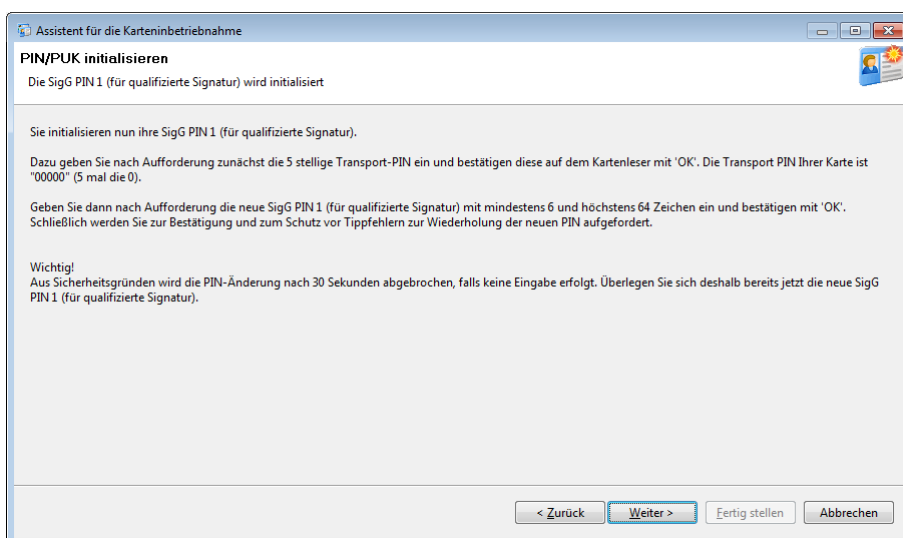 Assistent für die Karteninbetriebnahme
PIN/PUK initialisieren
Die SigG PIN 1 (für qualifizierte Signatur) wird initialisiert
Sie initialisieren nun ihre SigG PIN 1 (für qualifizierte Signatur).
Dazu geben Sie nach Aufforderung zunächst die 5 stellige Transport-PIN ein und bestätigen diese auf dem Kartenleser mit 'OK'. Die Transport PIN Ihrer Karte ist
"00000" (5 mal die 0).
Geben Sie dann nach Aufforderung die neue SigG PIN 1 (für qualifizierte Signatur) mit mindestens 6 und höchstens 64 Zeichen ein und bestätigen mit 'OK'.
Schließlich werden Sie zur Bestätigung und zum Schutz vor Tippfehlern zur Wiederholung der neuen PIN aufgefordert.
Wichtig!
Aus Sicherheitsgründen wird die PIN-Änderung nach 30 Sekunden abgebrochen, falls keine Eingabe erfolgt. Überlegen Sie sich deshalb bereits jetzt die neue SigG
PIN 1 (für qualifizierte Signatur).
< Zurück Weiter > Fertig stellen Abbrechen